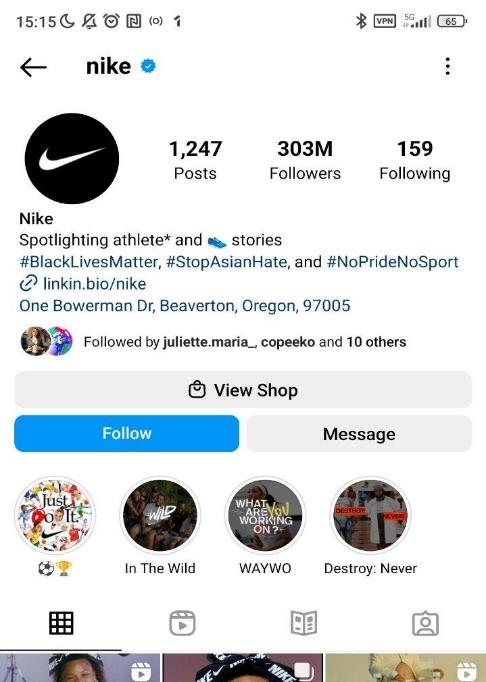 15:15 VPN 5G 65
nike
1,247 303M 159
Posts Followers Following
Nike
Spotlighting athlete* and 👟 stories
#BlackLivesMatter, #StopAsianHate, and #NoPrideNoSport
linkin.bio/nike
One Bowerman Dr, Beaverton, Oregon, 97005
Followed by juliette.maria_, copeeko and 10 others
View Shop
Follow Message
Just Do It.
WILD
WHAT ARE YOU WORKING ON?
DESTROY: NEVER
⚽🏆 In The Wild WAYWO Destroy: Never